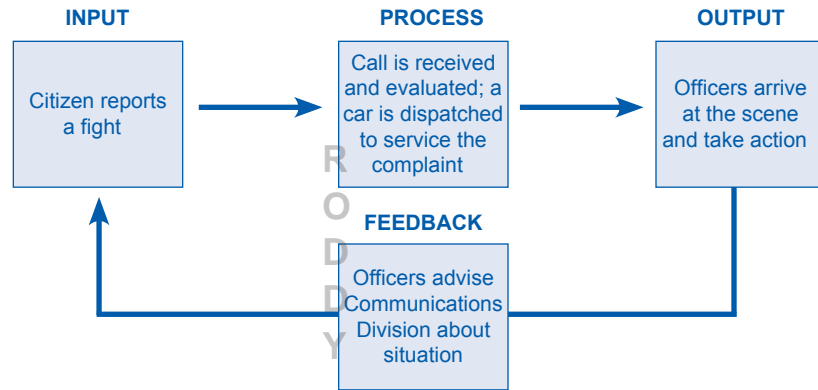 INPUT
Citizen reports
a fight
PROCESS
Call is received
and evaluated; a
car is dispatched
to service the
complaint
OUTPUT
Officers arrive
at the scene
and take action
FEEDBACK
Officers advise
Communications
Division about
situation
R
O
D
D
Y